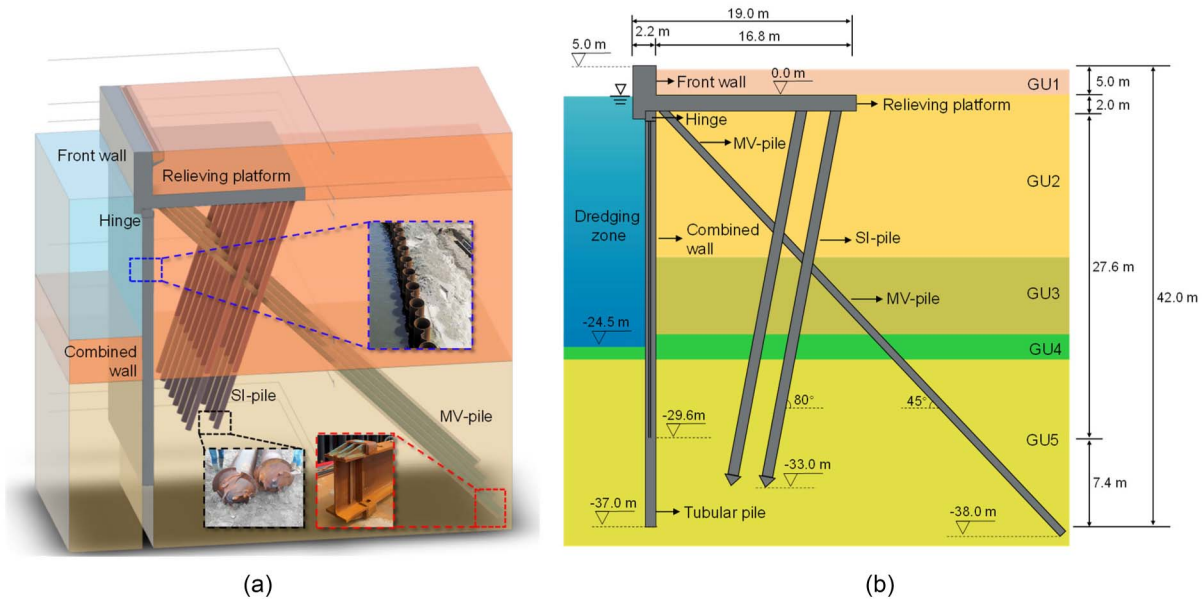 Front wall
Relieving platform
Hinge
Combined
wall
SI-pile
MV-pile
(a)
19.0 m
2.2 m
16.8 m
5.0 m
Front wall
0.0 m
GU1
5.0 m
Relieving platform
2.0 m
Hinge
MV-pile
GU2
Dredging
zone
Combined
wall
SI-pile
27.6 m
42.0 m
MV-pile
GU3
-24.5 m
GU4
80°
45°
-29.6m
GU5
-33.0 m
7.4 m
-37.0 m
Tubular pile
-38.0 m
(b)